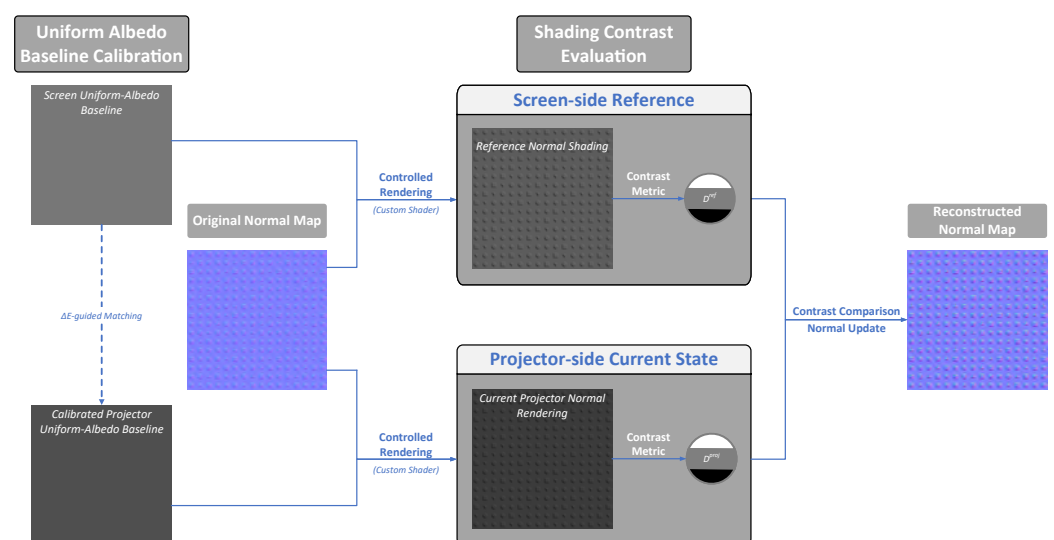 Uniform Albedo
Baseline Calibration
Shading Contrast
Evaluation
Screen Uniform-Albedo
Baseline
Screen-side Reference
Reference Normal Shading
Controlled
Rendering
(Custom Shader)
Contrast
Metric
D^ref
Original Normal Map
Reconstructed
Normal Map
ΔE-guided Matching
Contrast Comparison
Normal Update
Projector-side Current State
Calibrated Projector
Uniform-Albedo Baseline
Current Projector Normal
Rendering
Controlled
Rendering
(Custom Shader)
Contrast
Metric
D^proj